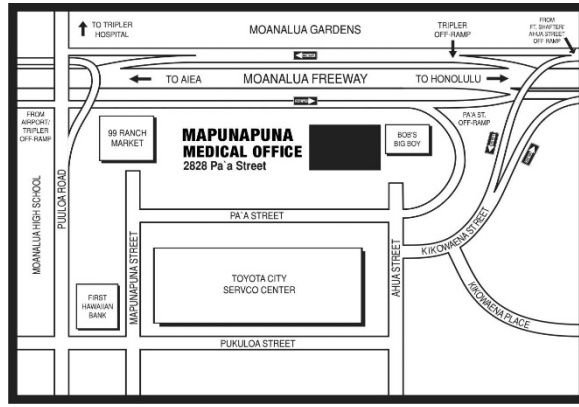 TO TRIPLER
HOSPITAL
MOANALUA GARDENS
TRIPLER
OFF-RAMP
FROM
FT. SHAFTER/
AHUA STREET
OFF RAMP
TO AIEA
MOANALUA FREEWAY
TO HONOLULU
FROM
AIRPORT/
TRIPLER
OFF-RAMP
99 RANCH
MARKET
MAPUNAPUNA
MEDICAL OFFICE
2828 Pa`a Street
BOB'S
BIG BOY
PA'A ST.
OFF-RAMP
MOANALUA HIGH SCHOOL
PUULOA ROAD
PA'A STREET
MAPUNAPUNA STREET
TOYOTA CITY
SERVCO CENTER
AHUA STREET
KIKOWAENA STREET
KIKOWAENA PLACE
FIRST
HAWAIIAN
BANK
PUKULOA STREET